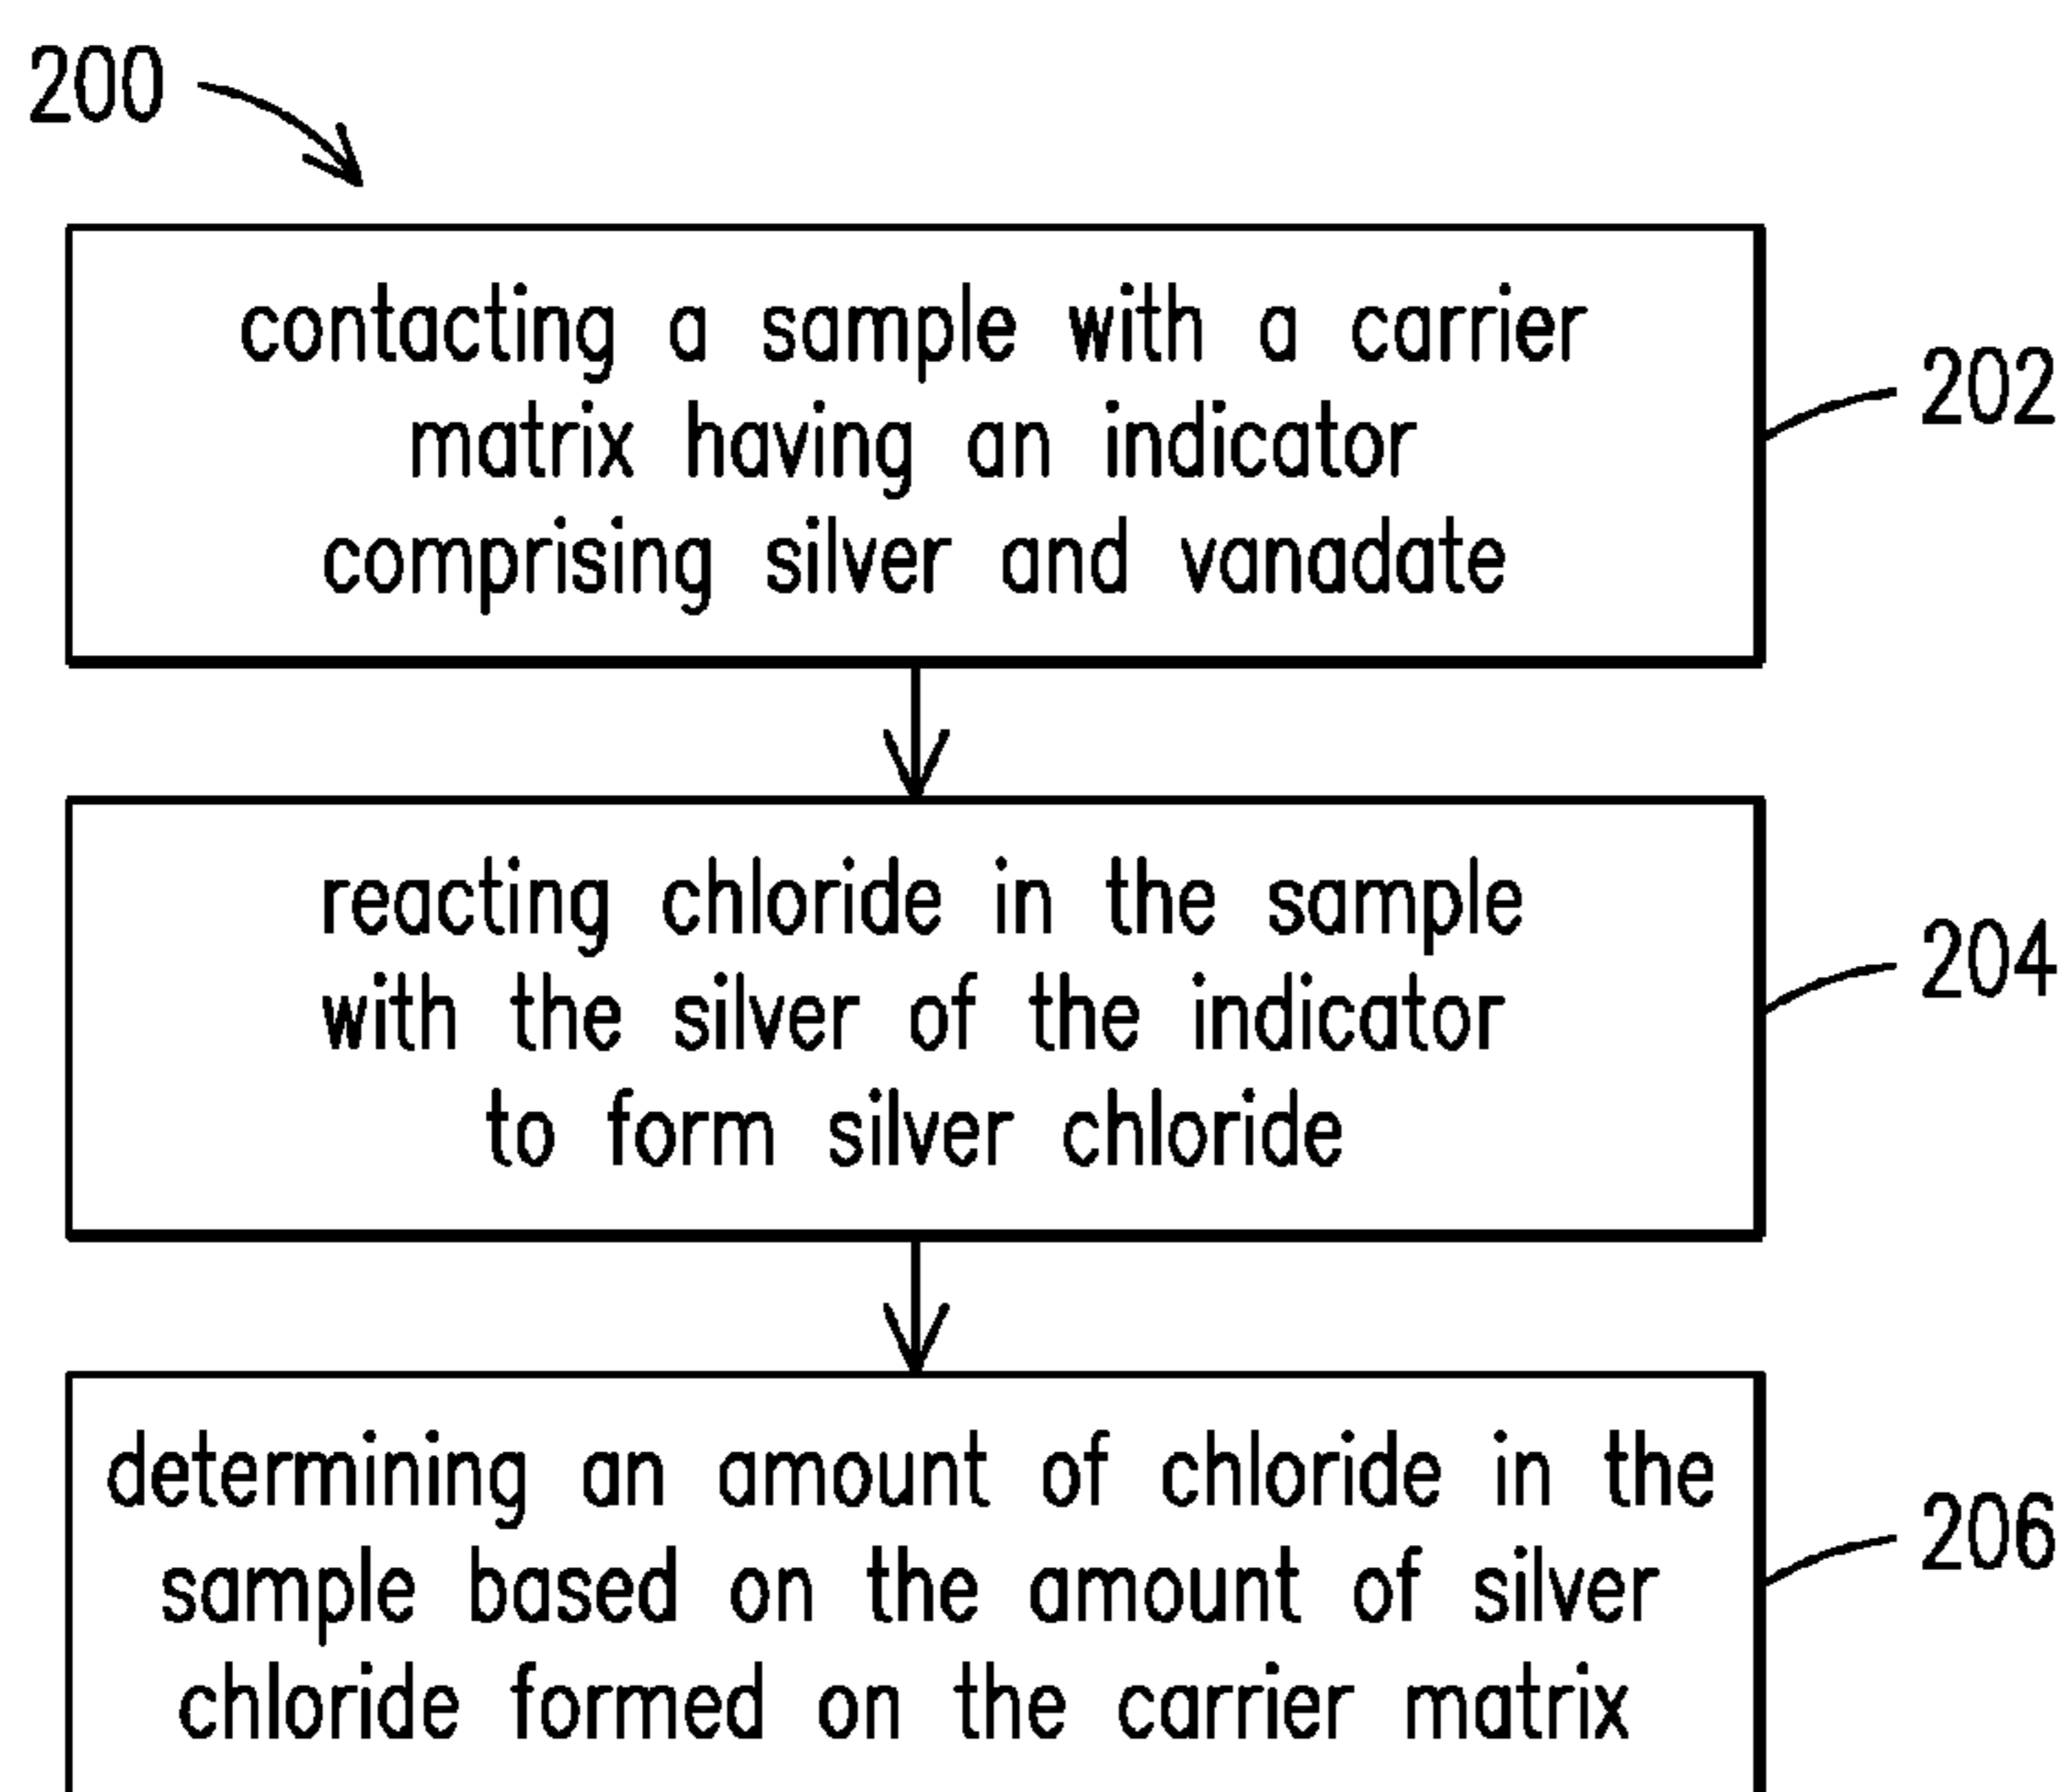 200
contacting a sample with a carrier
matrix having an indicator
comprising silver and vanadate
202
reacting chloride in the sample
with the silver of the indicator
to form silver chloride
204
determining an amount of chloride in the
sample based on the amount of silver
chloride formed on the carrier matrix
206